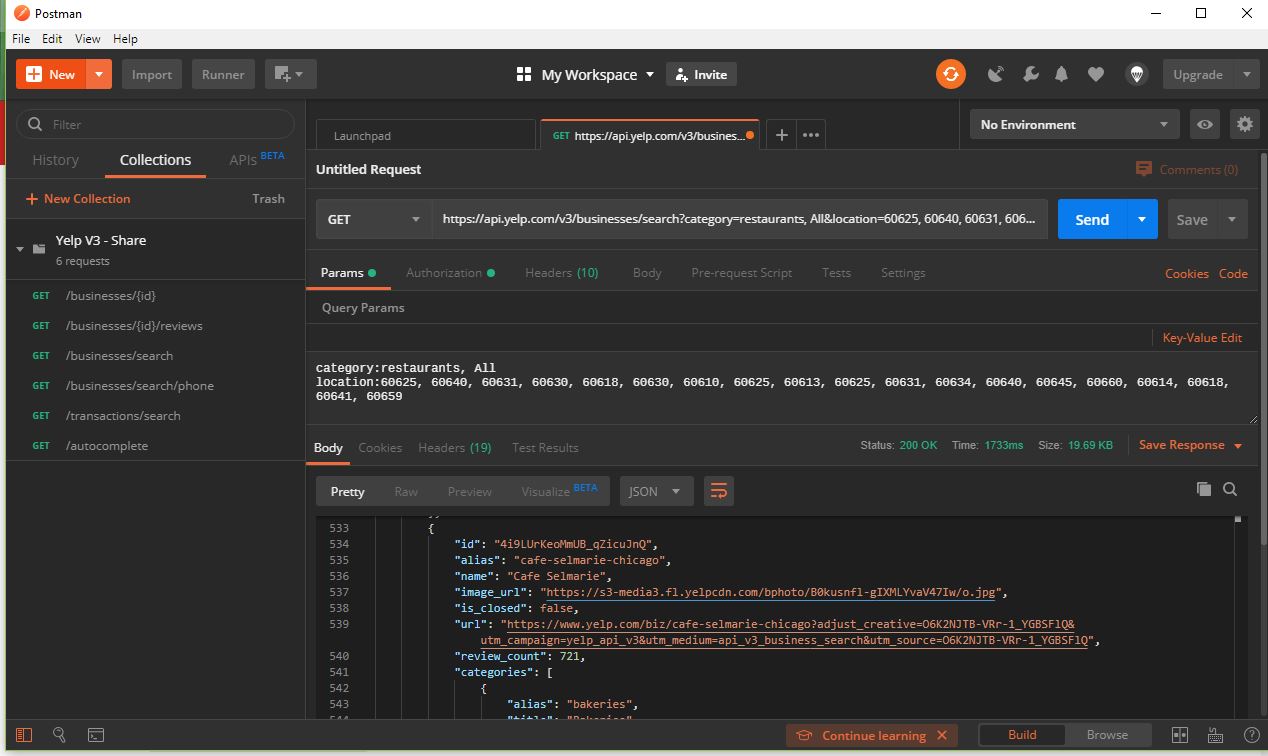 Postman
File Edit View Help
New Import Runner My Workspace Invite Upgrade
Filter
History Collections APIs BETA
New Collection Trash
Yelp V3 - Share
6 requests
GET /businesses/{id}
GET /businesses/{id}/reviews
GET /businesses/search
GET /businesses/search/phone
GET /transactions/search
GET /autocomplete
Launchpad GET https://api.yelp.com/v3/busines... No Environment
Untitled Request Comments (0)
GET https://api.yelp.com/v3/businesses/search?category=restaurants, All&location=60625, 60640, 60631, 606... Send Save
Params Authorization Headers (10) Body Pre-request Script Tests Settings Cookies Code
Query Params
Key-Value Edit
category:restaurants, All
location:60625, 60640, 60631, 60630, 60618, 60630, 60610, 60625, 60613, 60625, 60631, 60634, 60640, 60645, 60660, 60614, 60618,
60641, 60659
Body Cookies Headers (19) Test Results Status: 200 OK Time: 1733ms Size: 19.69 KB Save Response
Pretty Raw Preview Visualize BETA JSON
533 {
534 "id": "4i9LUrKeoMmUB_qZicuJnQ",
535 "alias": "cafe-selmarie-chicago",
536 "name": "Cafe Selmarie",
537 "image_url": "https://s3-media3.fl.yelpcdn.com/bphoto/B0kusnfl-gIXMLYvaV47Iw/o.jpg",
538 "is_closed": false,
539 "url": "https://www.yelp.com/biz/cafe-selmarie-chicago?adjust_creative=O6K2NJTB-VRr-1_YGBSFlQ&
utm_campaign=yelp_api_v3&utm_medium=api_v3_business_search&utm_source=O6K2NJTB-VRr-1_YGBSFlQ",
540 "review_count": 721,
541 "categories": [
542 {
543 "alias": "bakeries",
544 "title": "Bakeries"
Continue learning Build Browse